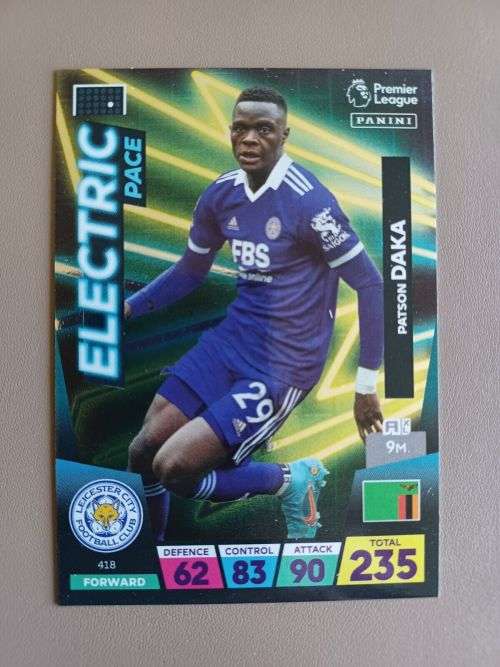 Premier
League
PANINI
ELECTRIC
PACE
PATSON DAKA
FBS
SAIGON
29
9M
LEICESTER CITY
FOOTBALL CLUB
418
FORWARD
DEFENCE
62
CONTROL
83
ATTACK
90
TOTAL
235